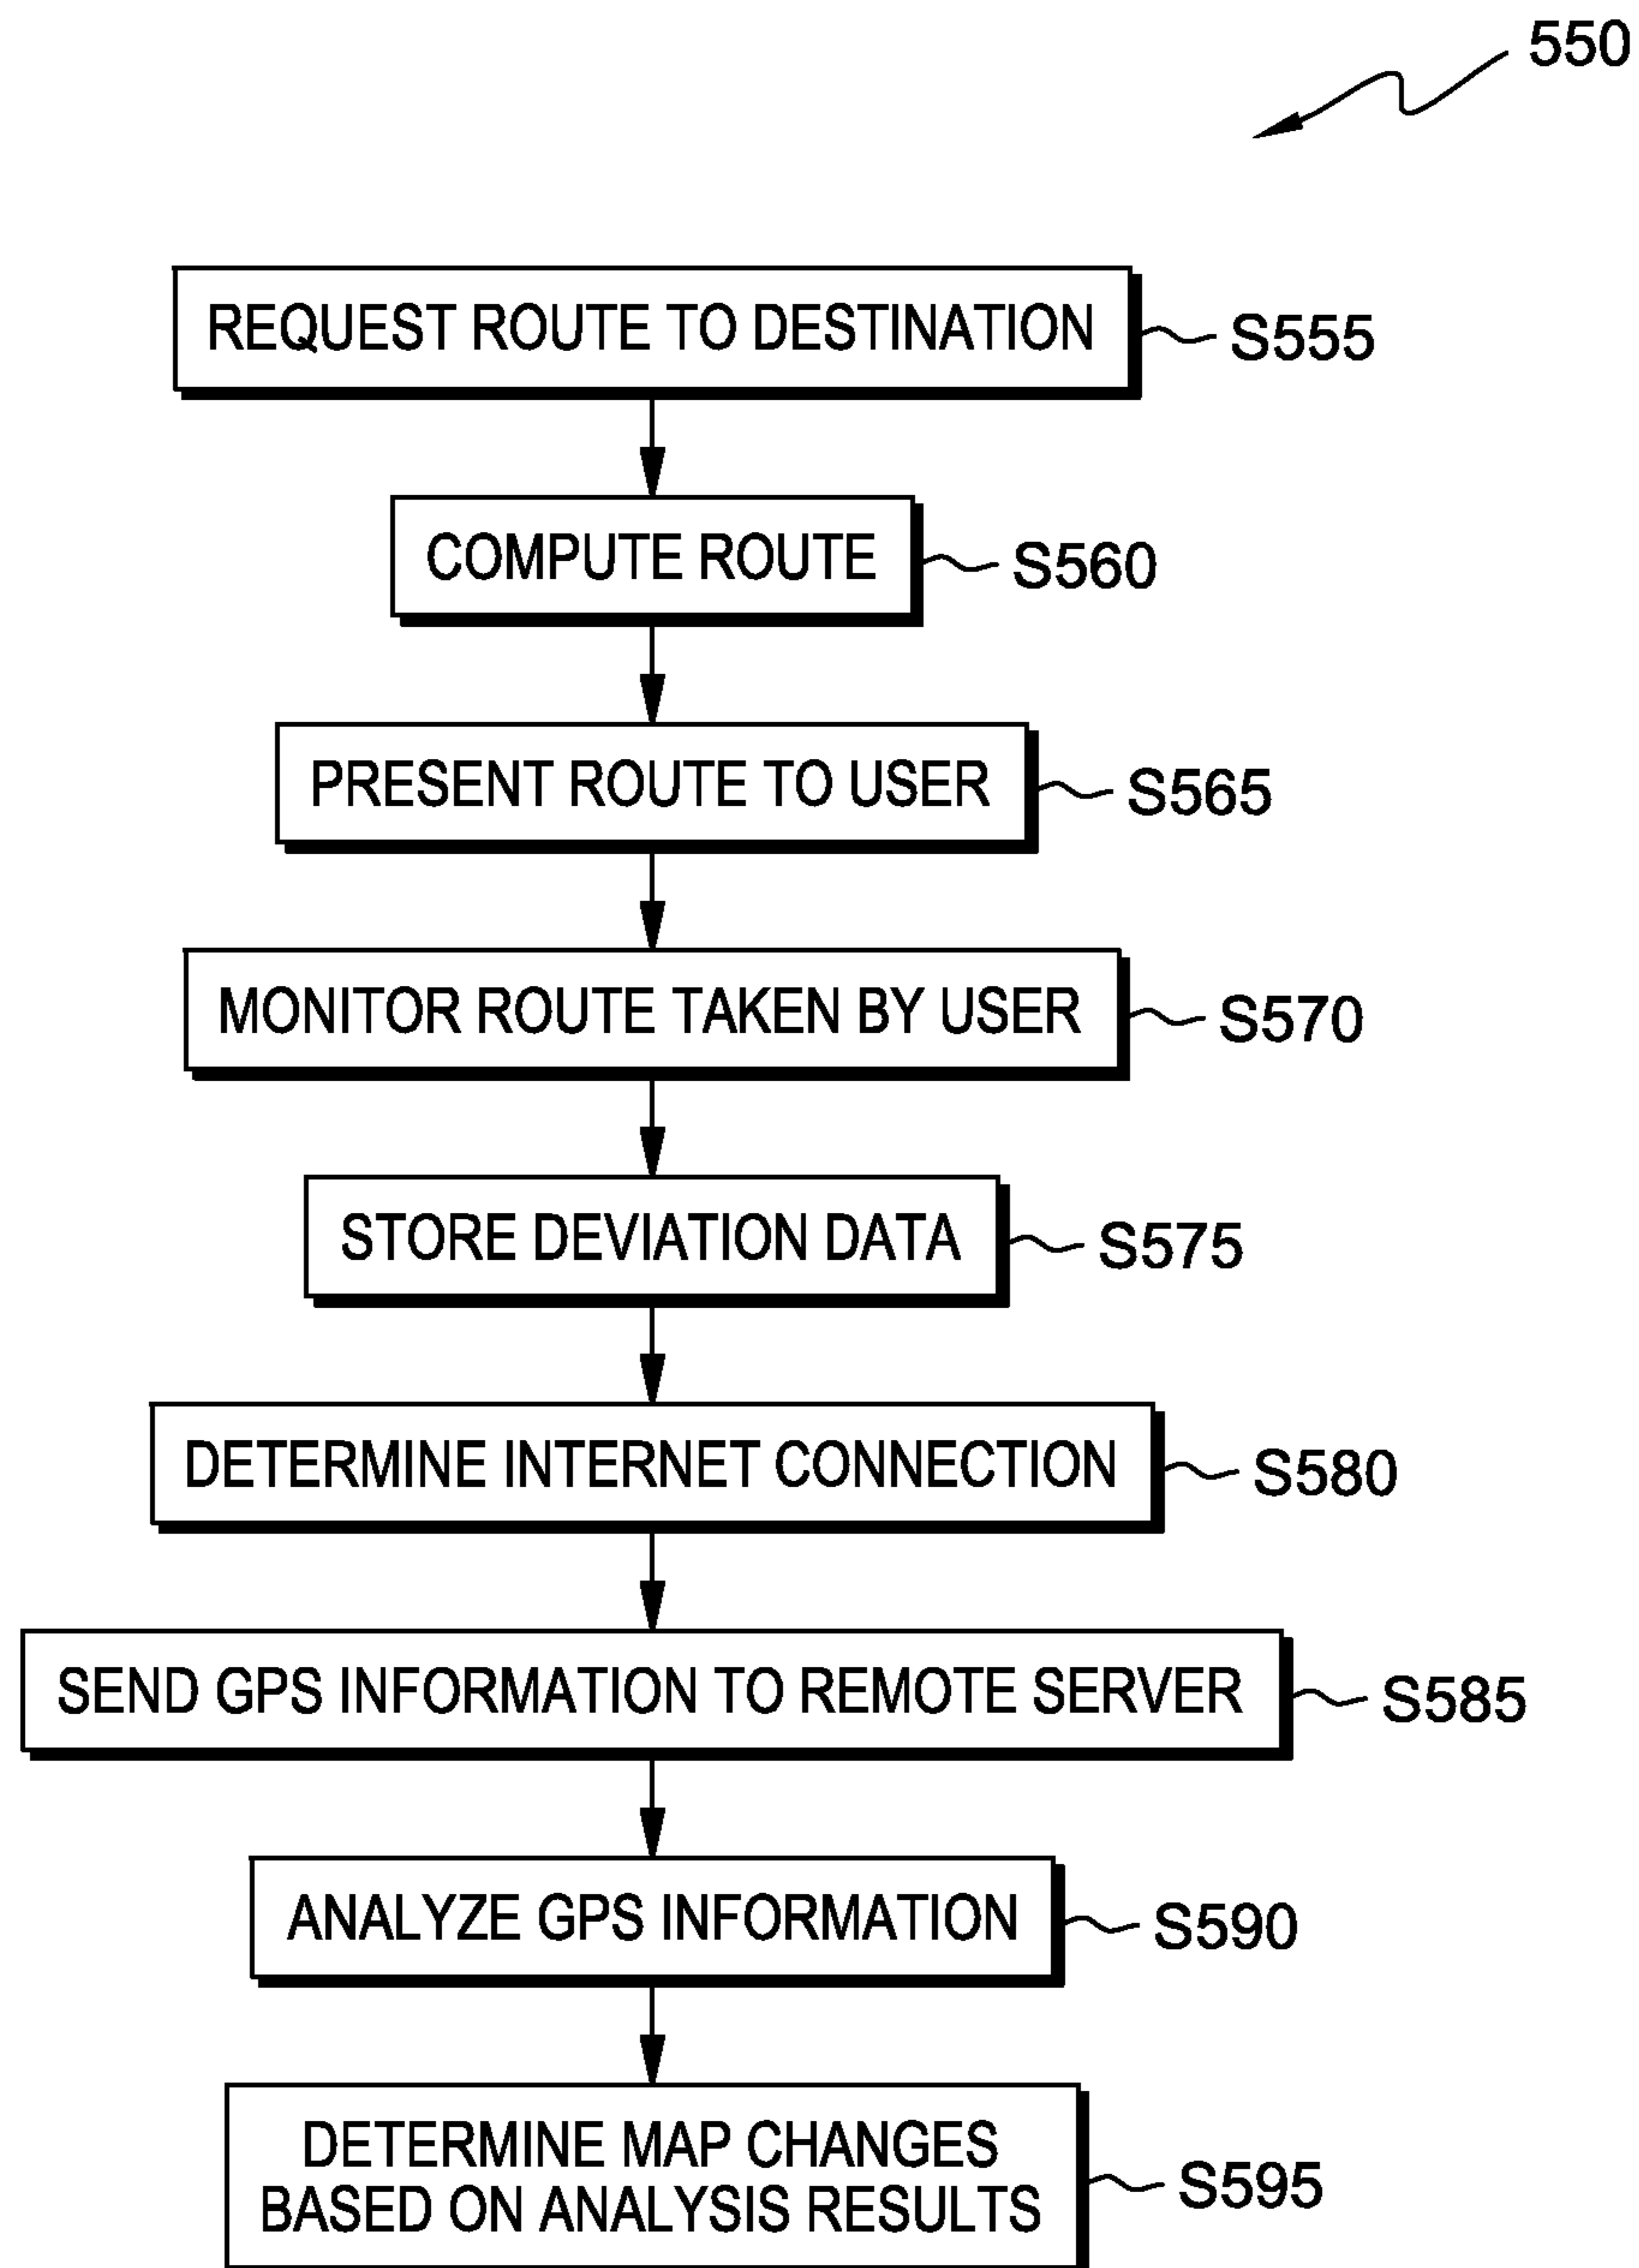 550
REQUEST ROUTE TO DESTINATION
S555
COMPUTE ROUTE
S560
PRESENT ROUTE TO USER
S565
MONITOR ROUTE TAKEN BY USER
S570
STORE DEVIATION DATA
S575
DETERMINE INTERNET CONNECTION
S580
SEND GPS INFORMATION TO REMOTE SERVER
S585
ANALYZE GPS INFORMATION
S590
DETERMINE MAP CHANGES
BASED ON ANALYSIS RESULTS
S595